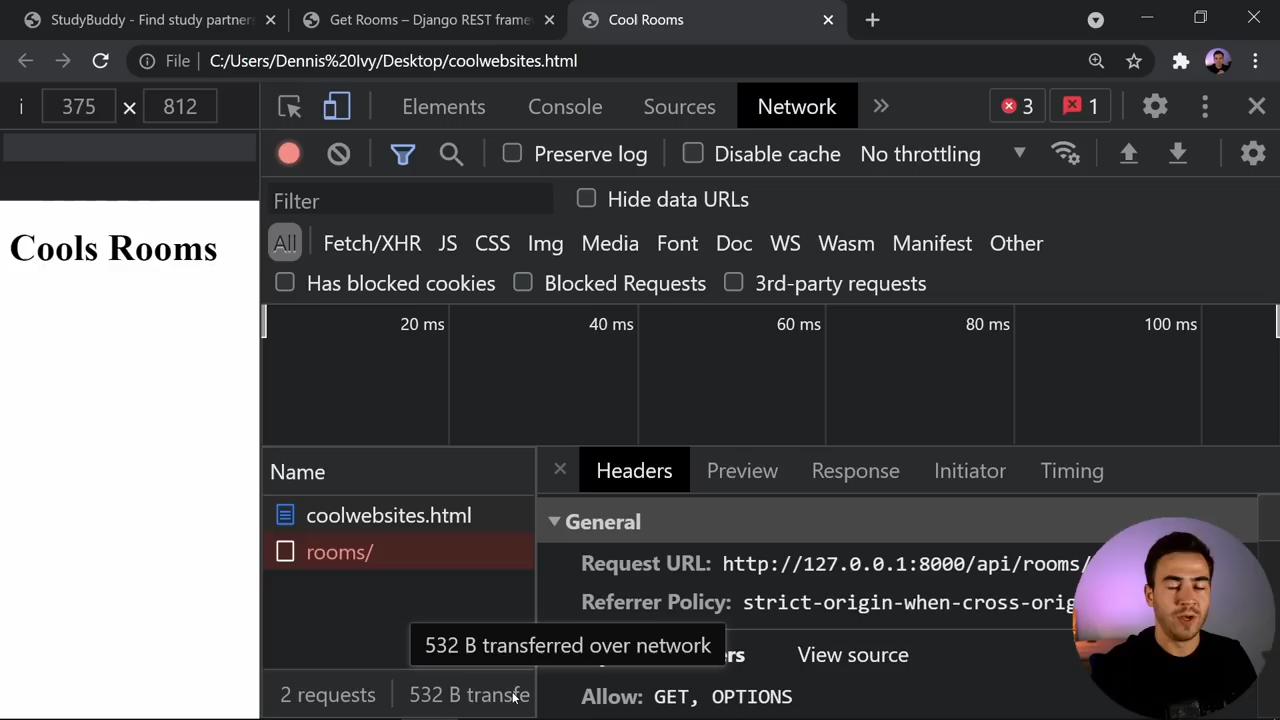 StudyBuddy - Find study partner
Get Rooms – Django REST frame
Cool Rooms
File
C:/Users/Dennis%20Ivy/Desktop/coolwebsites.html
i 375 × 812
Elements Console Sources Network 3 1
Preserve log Disable cache No throttling
Filter Hide data URLs
All Fetch/XHR JS CSS Img Media Font Doc WS Wasm Manifest Other
Has blocked cookies Blocked Requests 3rd-party requests
20 ms 40 ms 60 ms 80 ms 100 ms
Cools Rooms
Name
coolwebsites.html
rooms/
2 requests 532 B transfe
532 B transferred over network
Headers Preview Response Initiator Timing
General
Request URL: http://127.0.0.1:8000/api/rooms/
Referrer Policy: strict-origin-when-cross-orig
rs View source
Allow: GET, OPTIONS